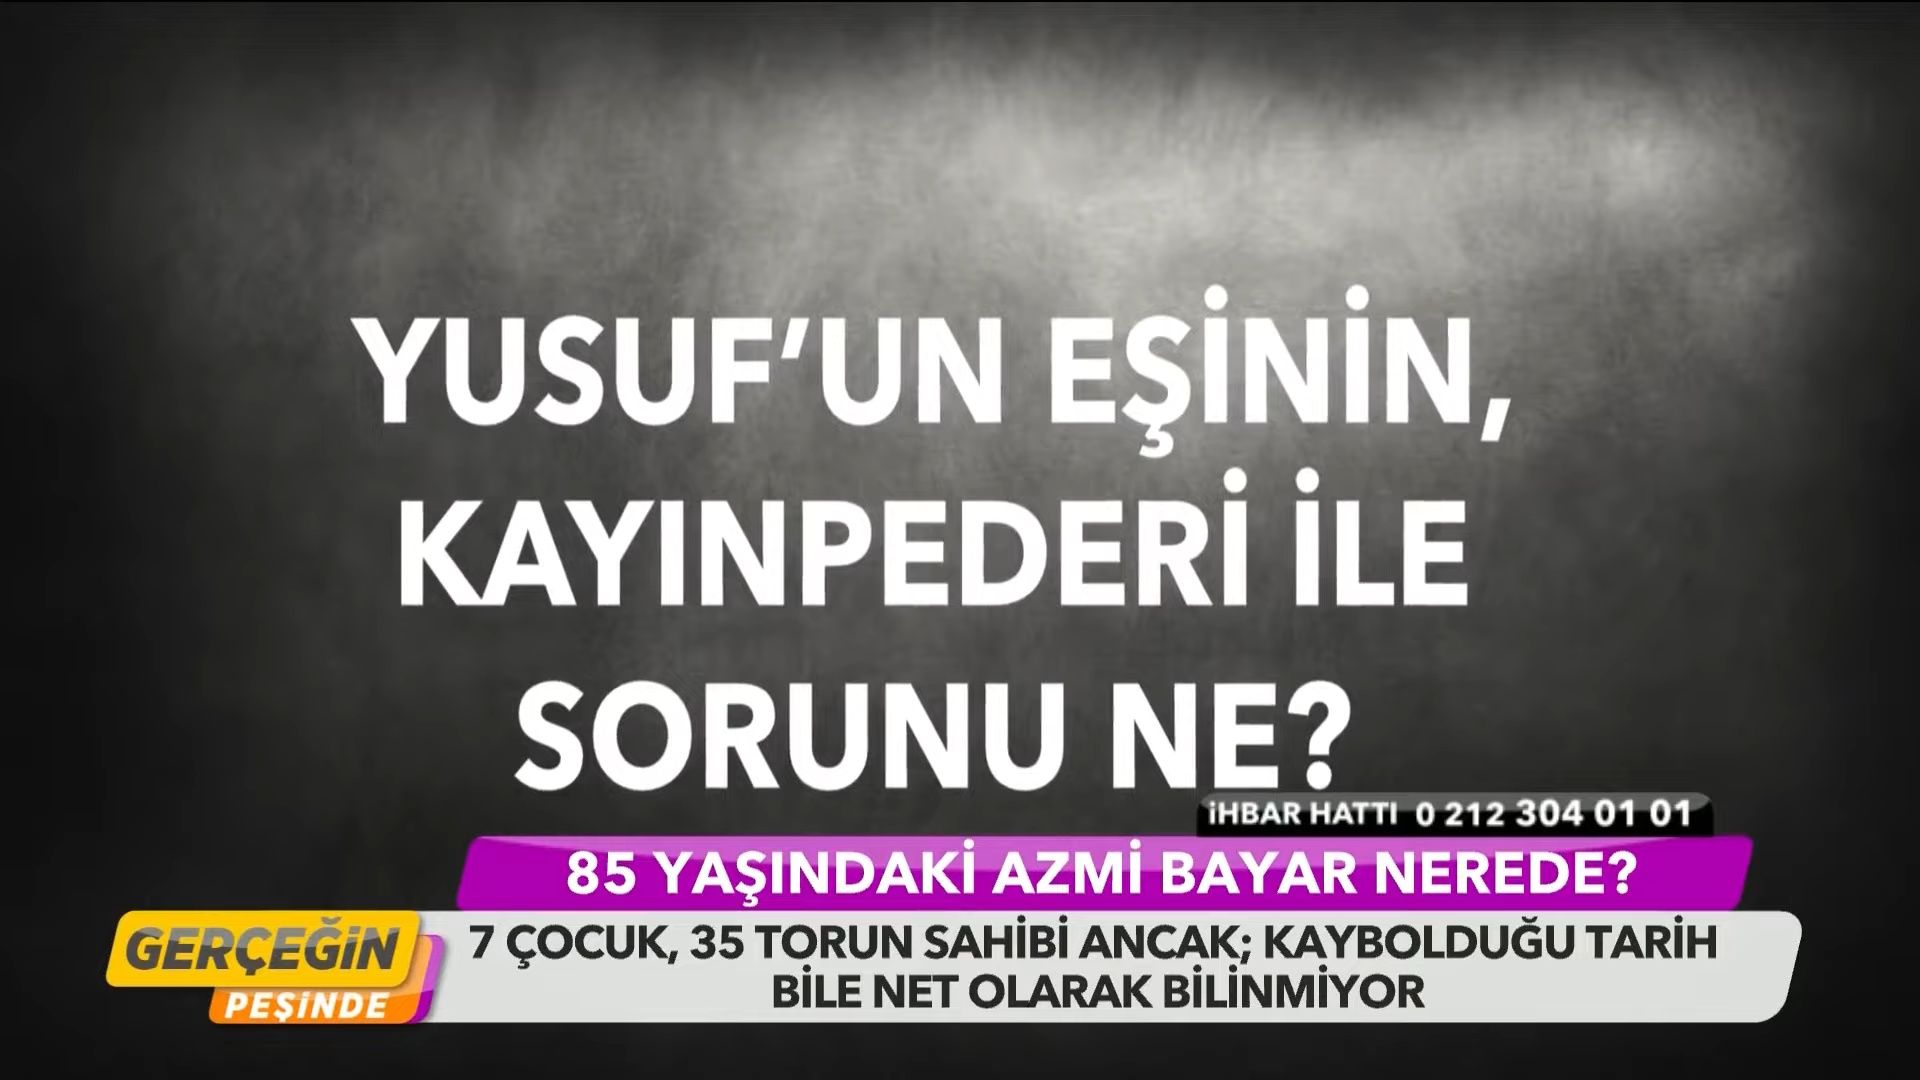 YUSUF’UN EŞİNİN,
KAYINPEDERİ İLE
SORUNU NE?
İHBAR HATTI 0 212 304 01 01
85 YAŞINDAKİ AZMİ BAYAR NEREDE?
GERÇEĞİN
PEŞİNDE
7 ÇOCUK, 35 TORUN SAHİBİ ANCAK; KAYBOLDUĞU TARİH
BİLE NET OLARAK BİLİNMİYOR